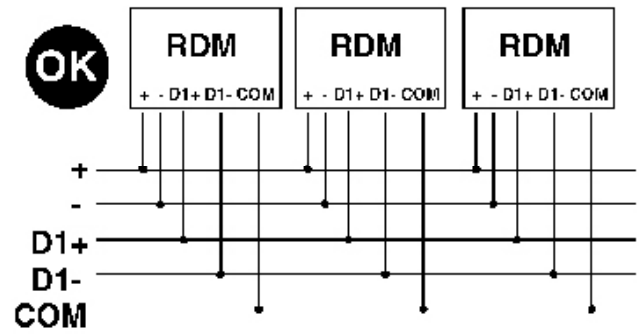 OK
RDM RDM RDM
+ - D1+ D1- COM + - D1+ D1- COM + - D1+ D1- COM
+
-
D1+
D1-
COM